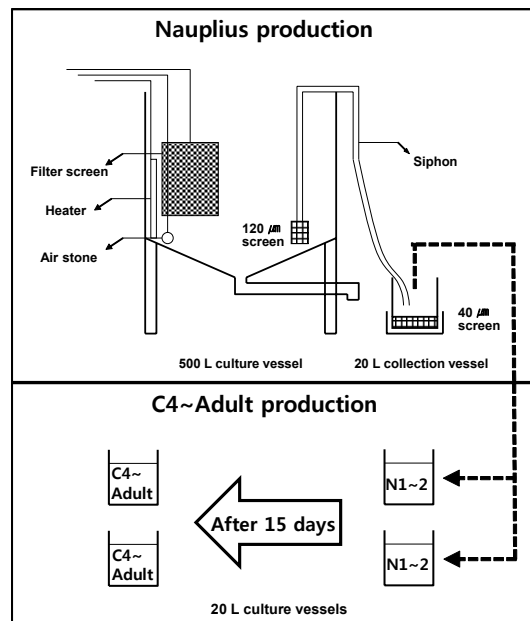 Nauplius production
Filter screen
Heater
Air stone
120 ㎛
screen
Siphon
40 ㎛
screen
500 L culture vessel
20 L collection vessel
C4~Adult production
C4~
Adult
After 15 days
N1~2
C4~
Adult
N1~2
20 L culture vessels